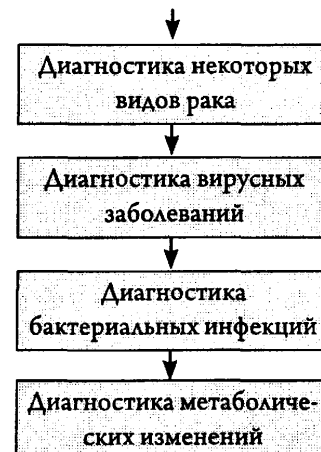 Диагностика некоторых
видов рака
Диагностика вирусных
заболеваний
Диагностика
бактериальных инфекций
Диагностика метаболиче-
ских изменений